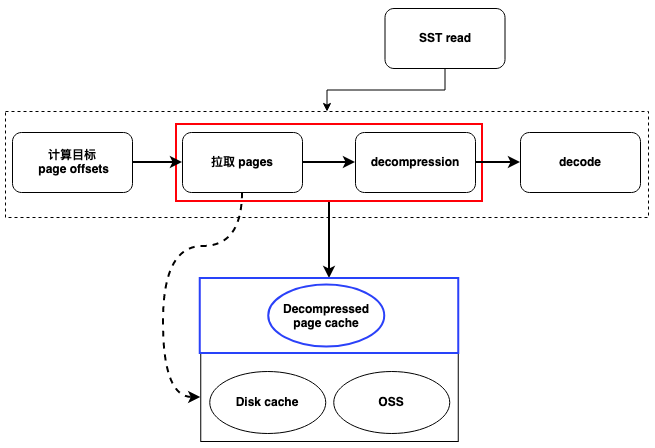 SST read
计算目标
page offsets
拉取 pages
decompression
decode
Decompressed
page cache
Disk cache
OSS